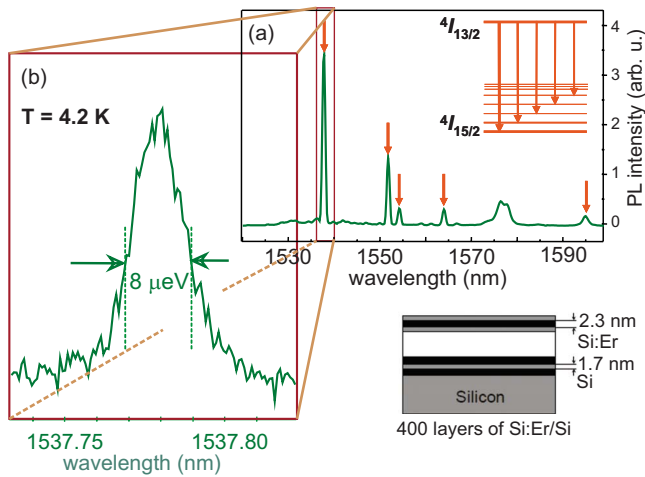 (a)
4
3
2
1
0
PL intensity (arb. u.)
⁴I₁₃/₂
⁴I₁₅/₂
1530
1550
1570
1590
wavelength (nm)
(b)
T = 4.2 K
8 μeV
1537.75
1537.80
wavelength (nm)
2.3 nm
Si:Er
1.7 nm
Si
Silicon
400 layers of Si:Er/Si